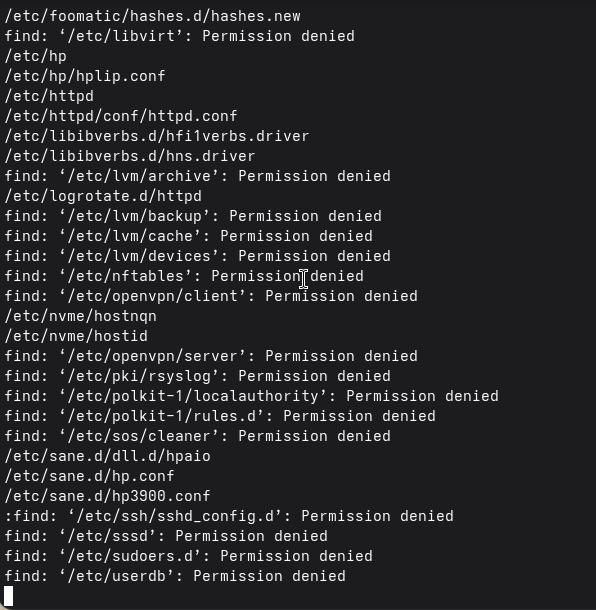 /etc/foomatic/hashes.d/hashes.new
find: ‘/etc/libvirt’: Permission denied
/etc/hp
/etc/hp/hplip.conf
/etc/httpd
/etc/httpd/conf/httpd.conf
/etc/libibverbs.d/hfi1verbs.driver
/etc/libibverbs.d/hns.driver
find: ‘/etc/lvm/archive’: Permission denied
/etc/logrotate.d/httpd
find: ‘/etc/lvm/backup’: Permission denied
find: ‘/etc/lvm/cache’: Permission denied
find: ‘/etc/lvm/devices’: Permission denied
find: ‘/etc/nftables’: Permission denied
find: ‘/etc/openvpn/client’: Permission denied
/etc/nvme/hostnqn
/etc/nvme/hostid
find: ‘/etc/openvpn/server’: Permission denied
find: ‘/etc/pki/rsyslog’: Permission denied
find: ‘/etc/polkit-1/localauthority’: Permission denied
find: ‘/etc/polkit-1/rules.d’: Permission denied
find: ‘/etc/sos/cleaner’: Permission denied
/etc/sane.d/dll.d/hpaio
/etc/sane.d/hp.conf
/etc/sane.d/hp3900.conf
:find: ‘/etc/ssh/sshd_config.d’: Permission denied
find: ‘/etc/sssd’: Permission denied
find: ‘/etc/sudoers.d’: Permission denied
find: ‘/etc/userdb’: Permission denied